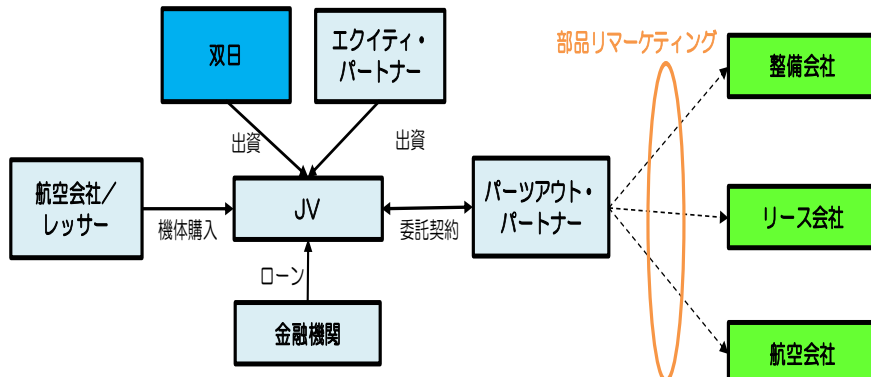 双日
エクイティ・
パートナー
部品リマーケティング
整備会社
出資
出資
航空会社／
レッサー
機体購入
JV
委託契約
パーツアウト・
パートナー
リース会社
ローン
金融機関
航空会社